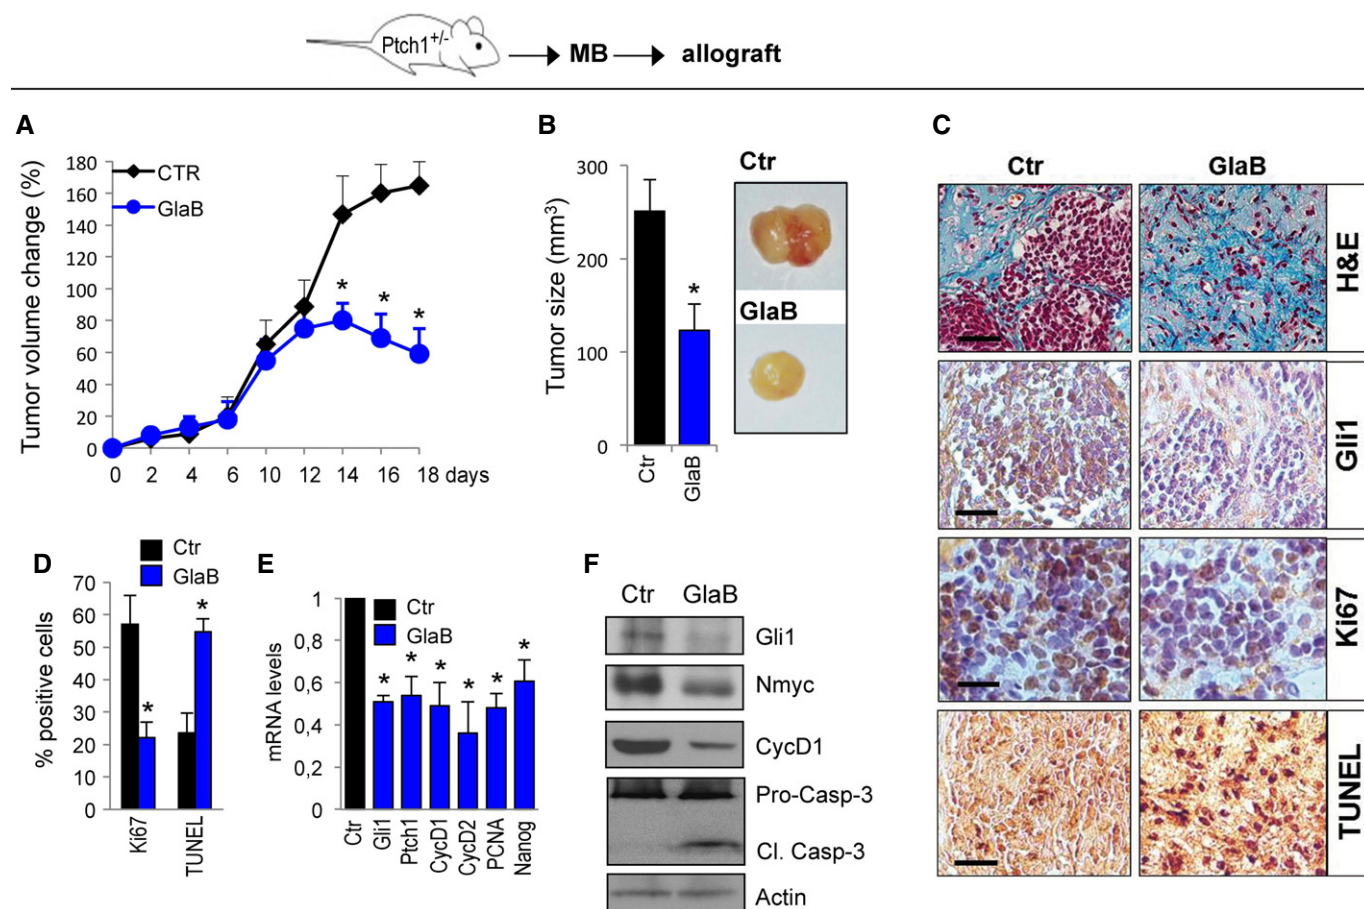 Ptch1+/-
MB
allograft
A
Tumor volume change (%)
180
160
140
120
100
80
60
40
20
0
CTR
GlaB
*
*
*
0 2 4 6 10 12 14 16 18 days
B
Tumor size (mm³)
300
200
100
0
*
Ctr
GlaB
Ctr
GlaB
C
Ctr GlaB
H&E
Gli1
Ki67
TUNEL
D
Ctr
GlaB
% positive cells
70
60
50
40
30
20
10
0
*
*
Ki67
TUNEL
E
mRNA levels
1
0,8
0,6
0,4
0,2
0
Ctr
GlaB
* * * * * *
Ctr
Gli1
Ptch1
CycD1
CycD2
PCNA
Nanog
F
Ctr GlaB
Gli1
Nmyc
CycD1
Pro-Casp-3
Cl. Casp-3
Actin